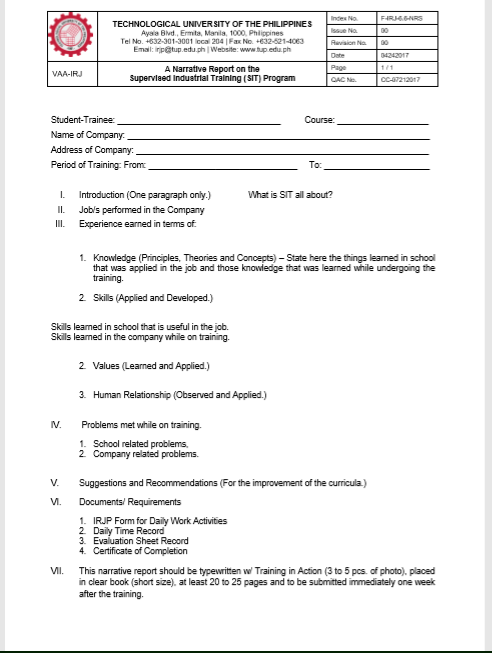 TECHNOLOGICAL UNIVERSITY OF THE PHILIPPINES
Ayala Blvd., Ermita, Manila, 1000, Philippines
Tel No. +632-301-3001 local 204 | Fax No. +632-521-4063
Email: irjp@tup.edu.ph | Website: www.tup.edu.ph
Index No. F-IRJ-6.6-NRS
Issue No. 00
Revision No. 00
Date 04242017
VAA-IRJ
A Narrative Report on the
Supervised Industrial Training (SIT) Program
Page 1 / 1
QAC No. CC-07212017
Student-Trainee: Course:
Name of Company:
Address of Company:
Period of Training: From: To:
I. Introduction (One paragraph only.) What is SIT all about?
II. Job/s performed in the Company
III. Experience earned in terms of:
1. Knowledge (Principles, Theories and Concepts) – State here the things learned in school
that was applied in the job and those knowledge that was learned while undergoing the
training.
2. Skills (Applied and Developed.)
Skills learned in school that is useful in the job.
Skills learned in the company while on training.
2. Values (Learned and Applied.)
3. Human Relationship (Observed and Applied.)
IV. Problems met while on training.
1. School related problems,
2. Company related problems.
V. Suggestions and Recommendations (For the improvement of the curricula.)
VI. Documents/ Requirements
1. IRJP Form for Daily Work Activities
2. Daily Time Record
3. Evaluation Sheet Record
4. Certificate of Completion
VII. This narrative report should be typewritten w/ Training in Action (3 to 5 pcs. of photo), placed
in clear book (short size), at least 20 to 25 pages and to be submitted immediately one week
after the training.